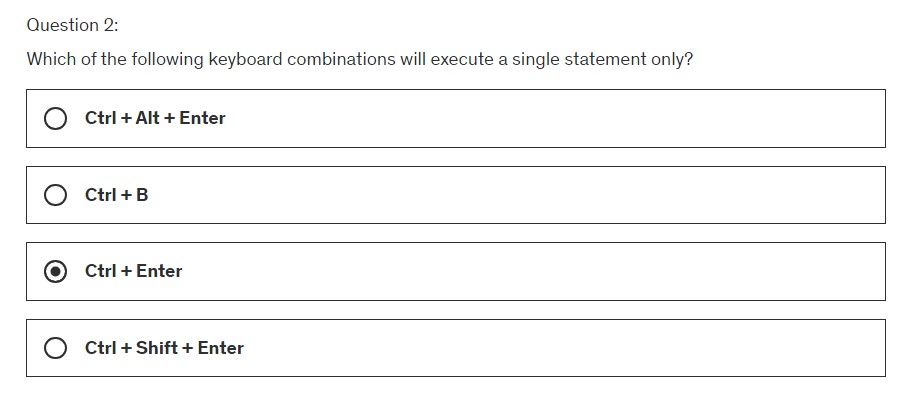 Question 2:
Which of the following keyboard combinations will execute a single statement only?
Ctrl + Alt + Enter
Ctrl + B
Ctrl + Enter
Ctrl + Shift + Enter